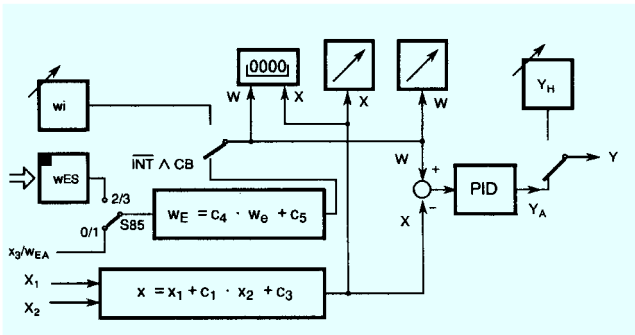 0000
W X
X
W
wi
Y_H
INT ∧ CB
W
+
Y
wES
2/3
S85
0/1
w_E = c_4 · w_e + c_5
PID
Y_A
X
−
x_3/w_EA
X_1
X_2
x = x_1 + c_1 · x_2 + c_3